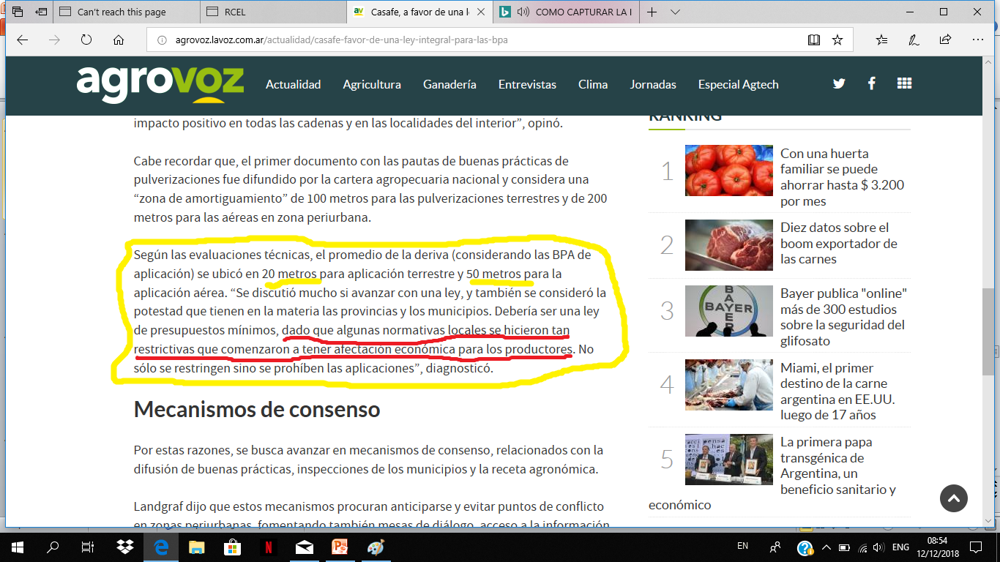 Can't reach this page
RCEL
Casafe, a favor de una l
COMO CAPTURAR LA I
agrovoz.lavoz.com.ar/actualidad/casafe-favor-de-una-ley-integral-para-las-bpa
agrovoz
Actualidad
Agricultura
Ganadería
Entrevistas
Clima
Jornadas
Especial Agtech
impacto positivo en todas las cadenas y en las localidades del interior”, opinó.
Cabe recordar que, el primer documento con las pautas de buenas prácticas de
pulverizaciones fue difundido por la cartera agropecuaria nacional y considera una
“zona de amortiguamiento” de 100 metros para las pulverizaciones terrestres y de 200
metros para las aéreas en zona periurbana.
Según las evaluaciones técnicas, el promedio de la deriva (considerando las BPA de
aplicación) se ubicó en 20 metros para aplicación terrestre y 50 metros para la
aplicación aérea. “Se discutió mucho si avanzar con una ley, y también se consideró la
potestad que tienen en la materia las provincias y los municipios. Debería ser una ley
de presupuestos mínimos, dado que algunas normativas locales se hicieron tan
restrictivas que comenzaron a tener afectación económica para los productores. No
sólo se restringen sino se prohíben las aplicaciones”, diagnosticó.
Mecanismos de consenso
Por estas razones, se busca avanzar en mecanismos de consenso, relacionados con la
difusión de buenas prácticas, inspecciones de los municipios y la receta agronómica.
Landgraf dijo que estos mecanismos procuran anticiparse y evitar puntos de conflicto
en zonas periurbanas, fomentando también mesas de diálogo, acceso a la información
RANKING
1
Con una huerta
familiar se puede
ahorrar hasta $ 3.200
por mes
2
Diez datos sobre el
boom exportador de
las carnes
3
BAYER
Bayer publica "online"
más de 300 estudios
sobre la seguridad del
glifosato
4
Miami, el primer
destino de la carne
argentina en EE.UU.
luego de 17 años
5
La primera papa
transgénica de
Argentina, un
beneficio sanitario y
económico
EN
ENG
08:54
12/12/2018